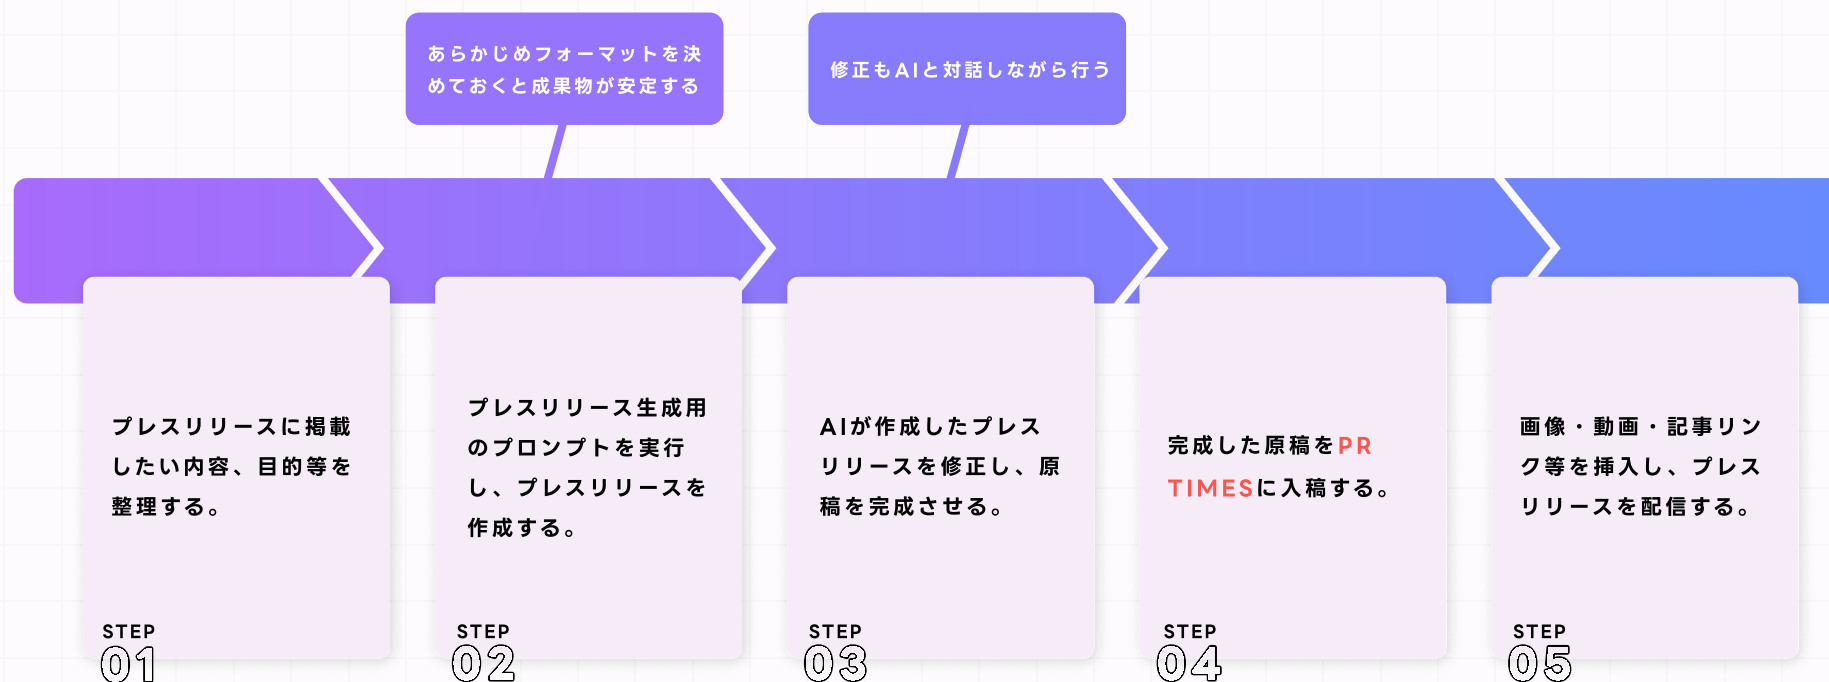 あらかじめフォーマットを決
めておくと成果物が安定する
修正もAIと対話しながら行う
プレスリリースに掲載
したい内容、目的等を
整理する。
STEP
01
プレスリリース生成用
のプロンプトを実行
し、プレスリリースを
作成する。
STEP
02
AIが作成したプレス
リリースを修正し、原
稿を完成させる。
STEP
03
完成した原稿をPR
TIMESに入稿する。
STEP
04
画像・動画・記事リン
ク等を挿入し、プレス
リリースを配信する。
STEP
05